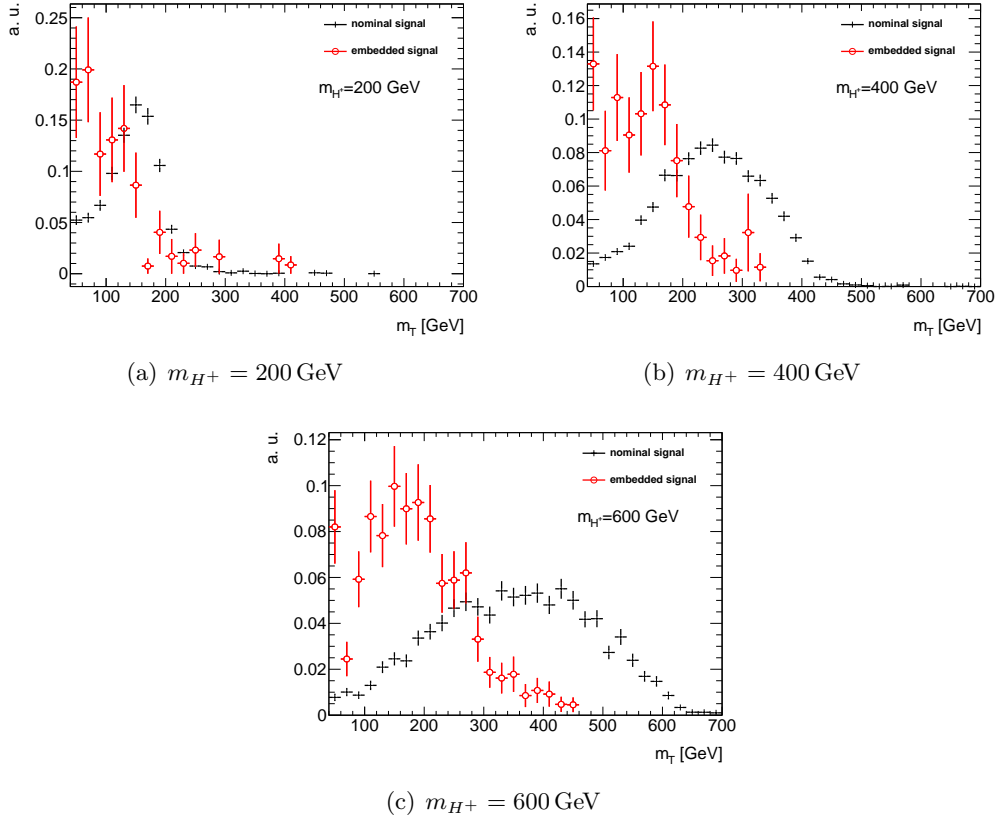 a. u.
0.25
0.2
0.15
0.1
0.05
0
nominal signal
embedded signal
m_{H^+}=200 GeV
100 200 300 400 500 600 700
m_T [GeV]
(a) m_{H^+} = 200 GeV
a. u.
0.16
0.14
0.12
0.1
0.08
0.06
0.04
0.02
0
nominal signal
embedded signal
m_{H^+}=400 GeV
100 200 300 400 500 600 700
m_T [GeV]
(b) m_{H^+} = 400 GeV
a. u.
0.12
0.1
0.08
0.06
0.04
0.02
0
nominal signal
embedded signal
m_{H^+}=600 GeV
100 200 300 400 500 600 700
m_T [GeV]
(c) m_{H^+} = 600 GeV